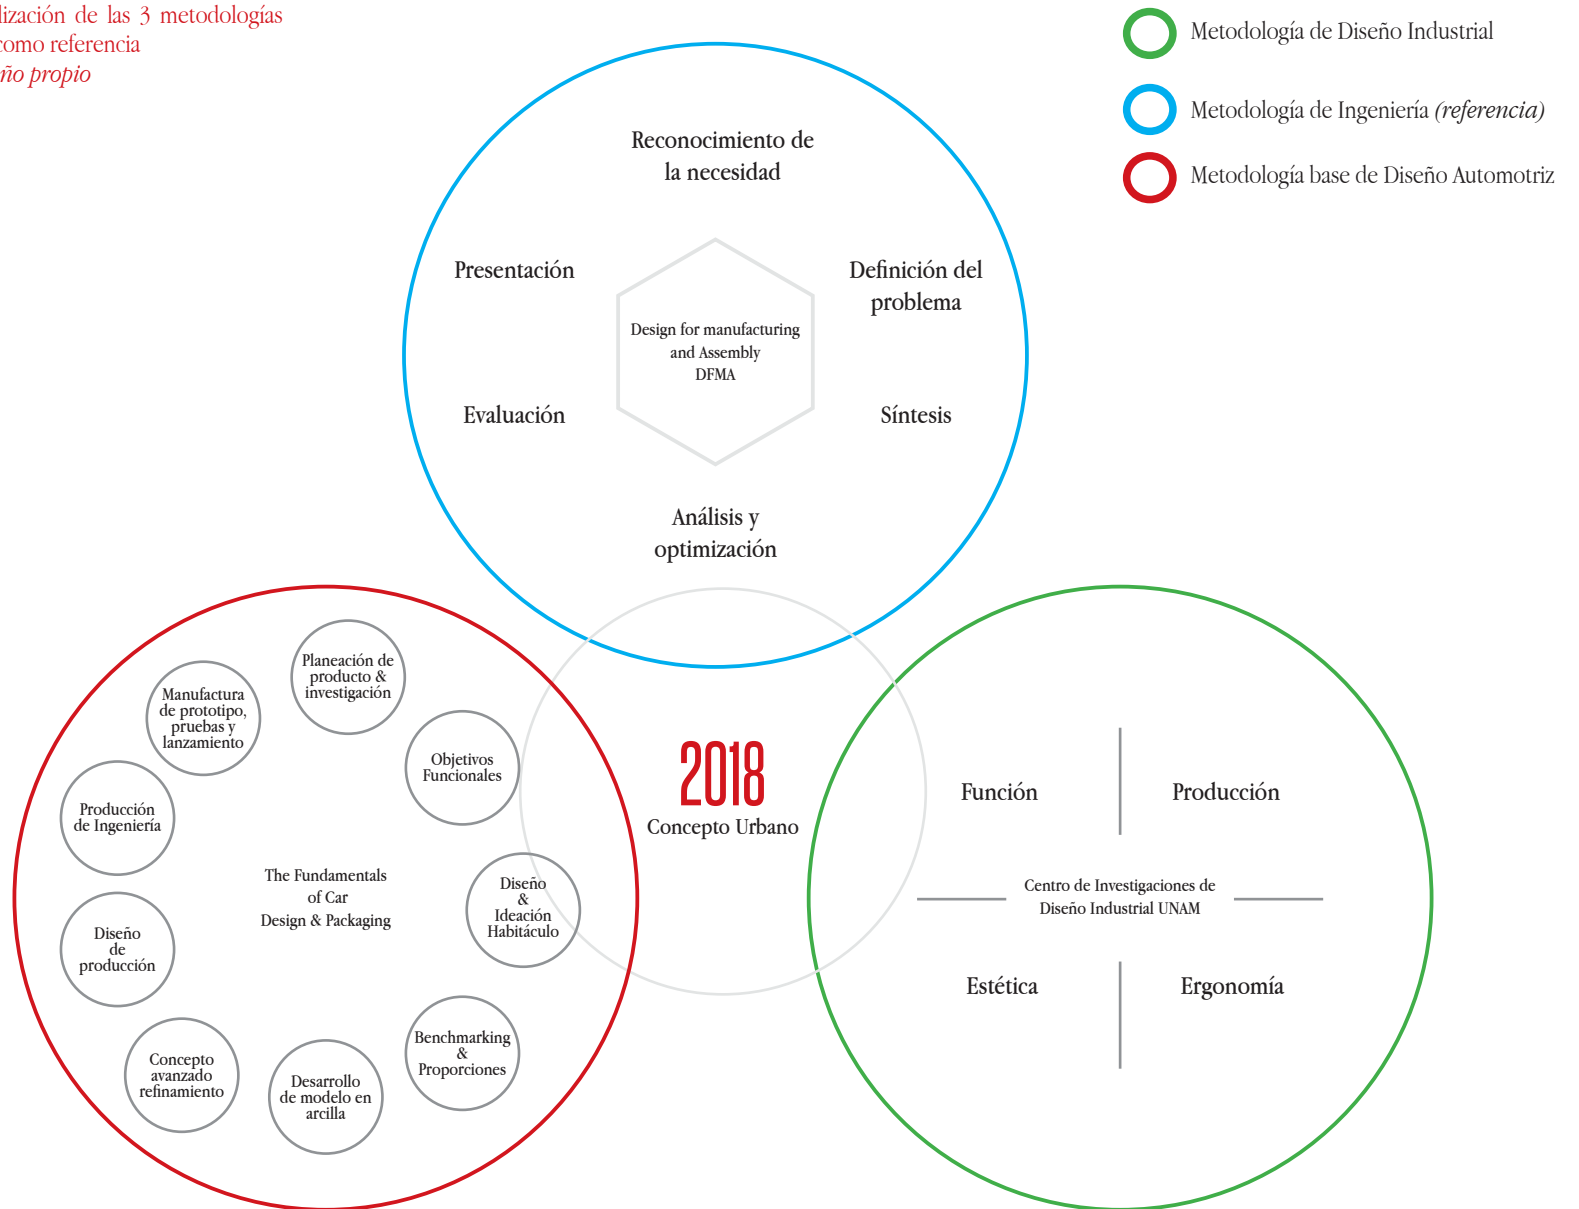 lización de las 3 metodologías
como referencia
ño propio
Metodología de Diseño Industrial
Metodología de Ingeniería (referencia)
Metodología base de Diseño Automotriz
Reconocimiento de
la necesidad
Presentación
Definición del
problema
Design for manufacturing
and Assembly
DFMA
Evaluación
Síntesis
Análisis y
optimización
Planeación de
producto &
investigación
Manufactura
de prototipo,
pruebas y
lanzamiento
Objetivos
Funcionales
Producción
de Ingeniería
The Fundamentals
of Car
Design & Packaging
Diseño
&
Ideación
Habitáculo
Diseño
de
producción
Benchmarking
&
Proporciones
Concepto
avanzado
refinamiento
Desarrollo
de modelo en
arcilla
2018
Concepto Urbano
Función
Producción
Centro de Investigaciones de
Diseño Industrial UNAM
Estética
Ergonomía